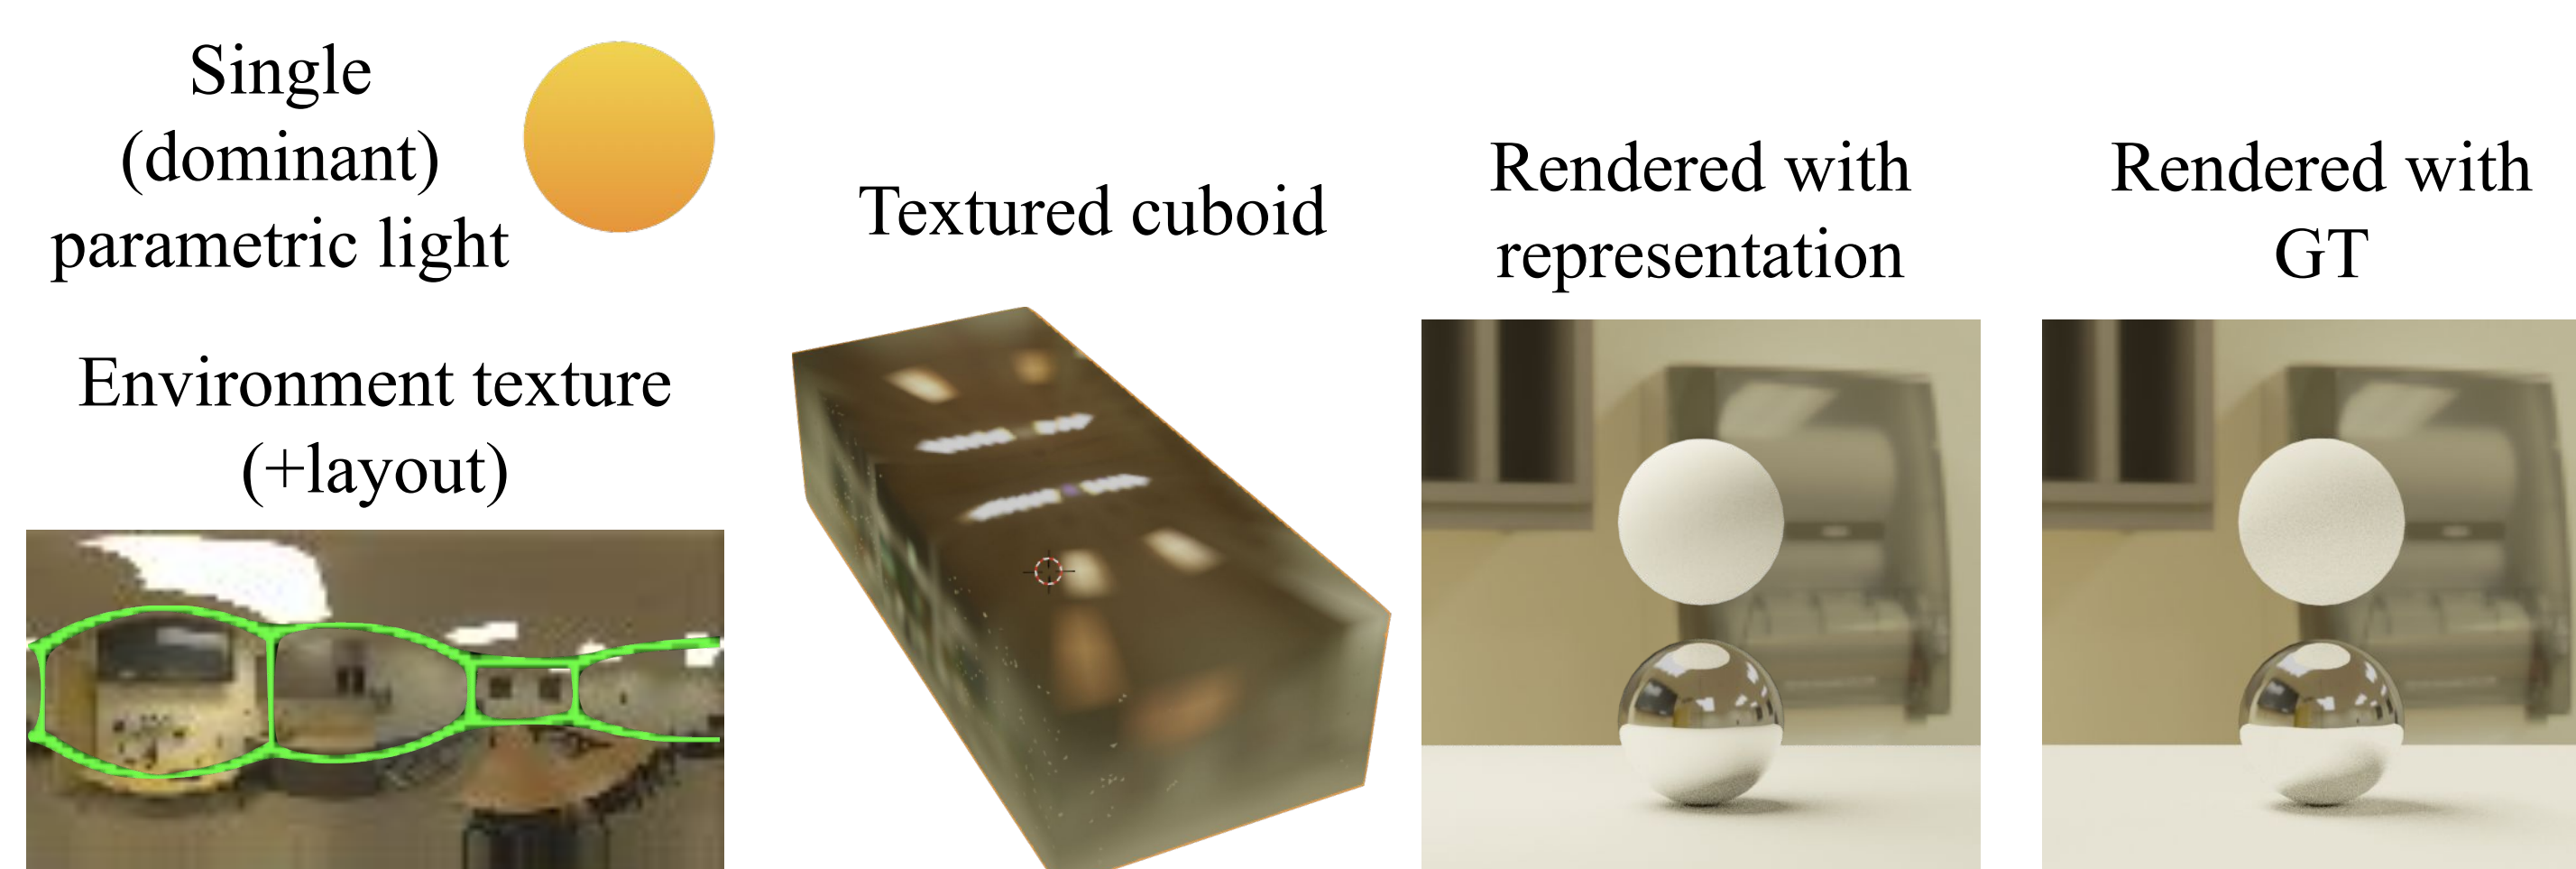 Single
(dominant)
parametric light
Environment texture
(+layout)
Textured cuboid
Rendered with
representation
Rendered with
GT